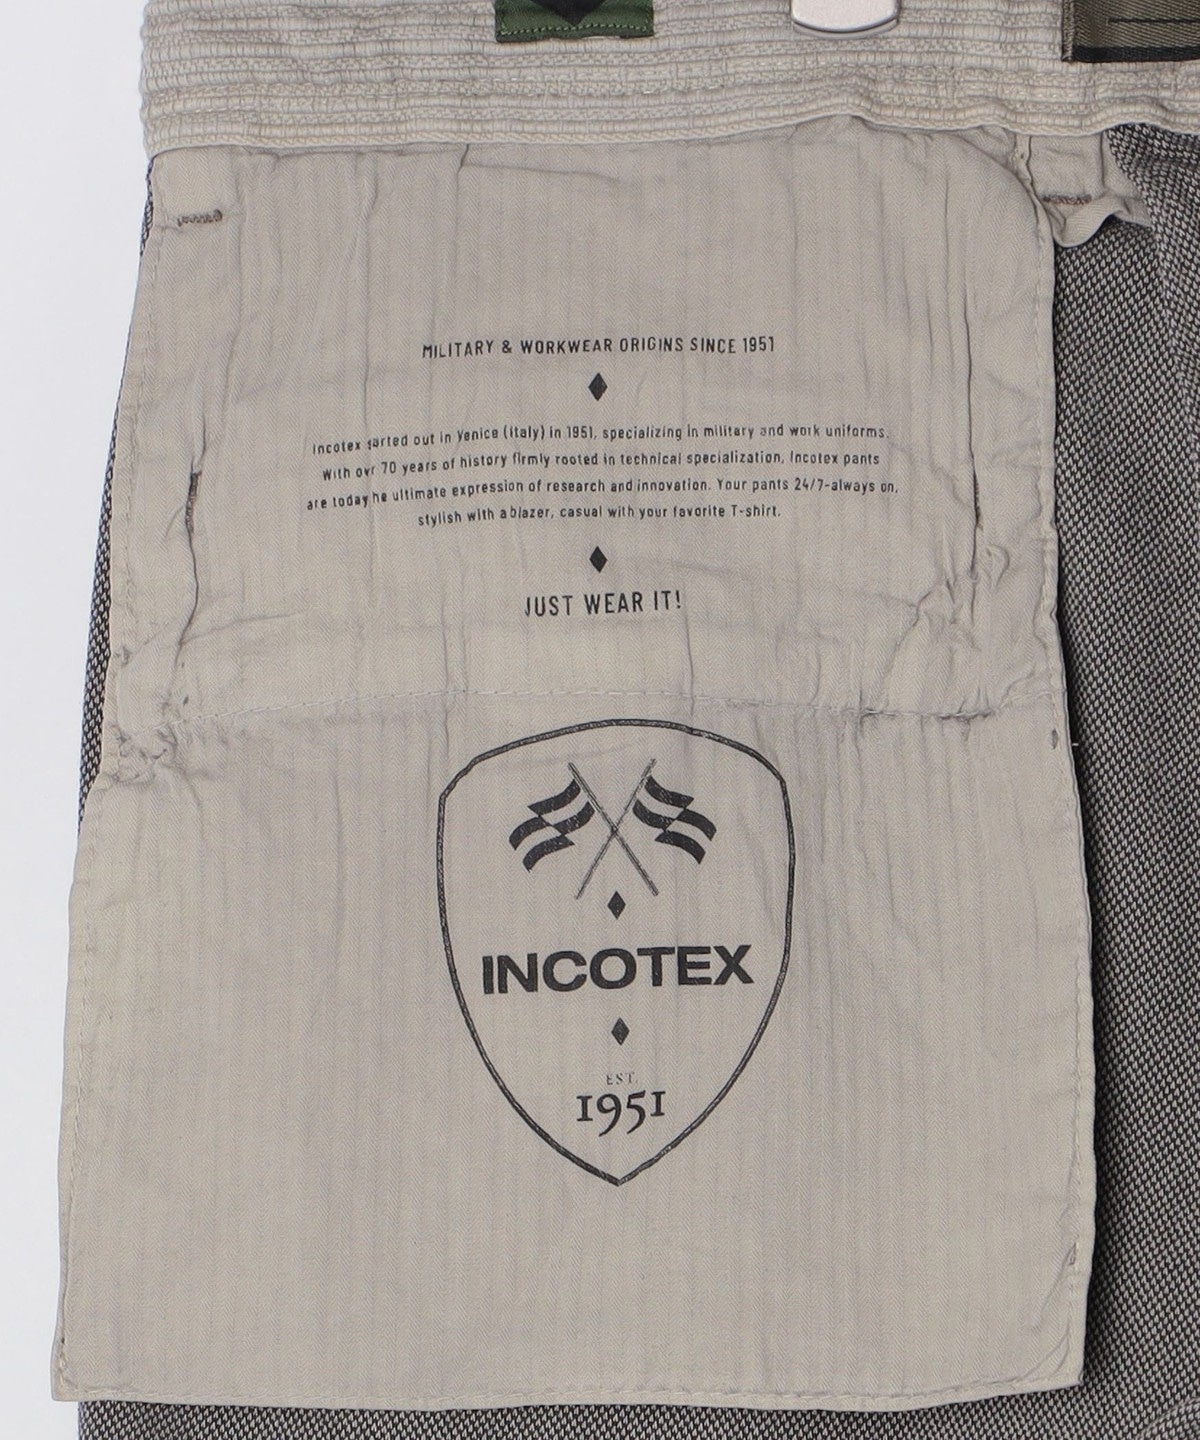 MILITARY & WORKWEAR ORIGINS SINCE 1951
Incotex sarted out in Venice (Italy) in 1951, specializing in military and work uniforms.
With ovr 70 years of history firmly rooted in technical specialization, Incotex pants
are today he ultimate expression of research and innovation. Your pants 24/7-always on,
stylish with a blazer, casual with your favorite T-shirt.
JUST WEAR IT!
INCOTEX
EST.
1951